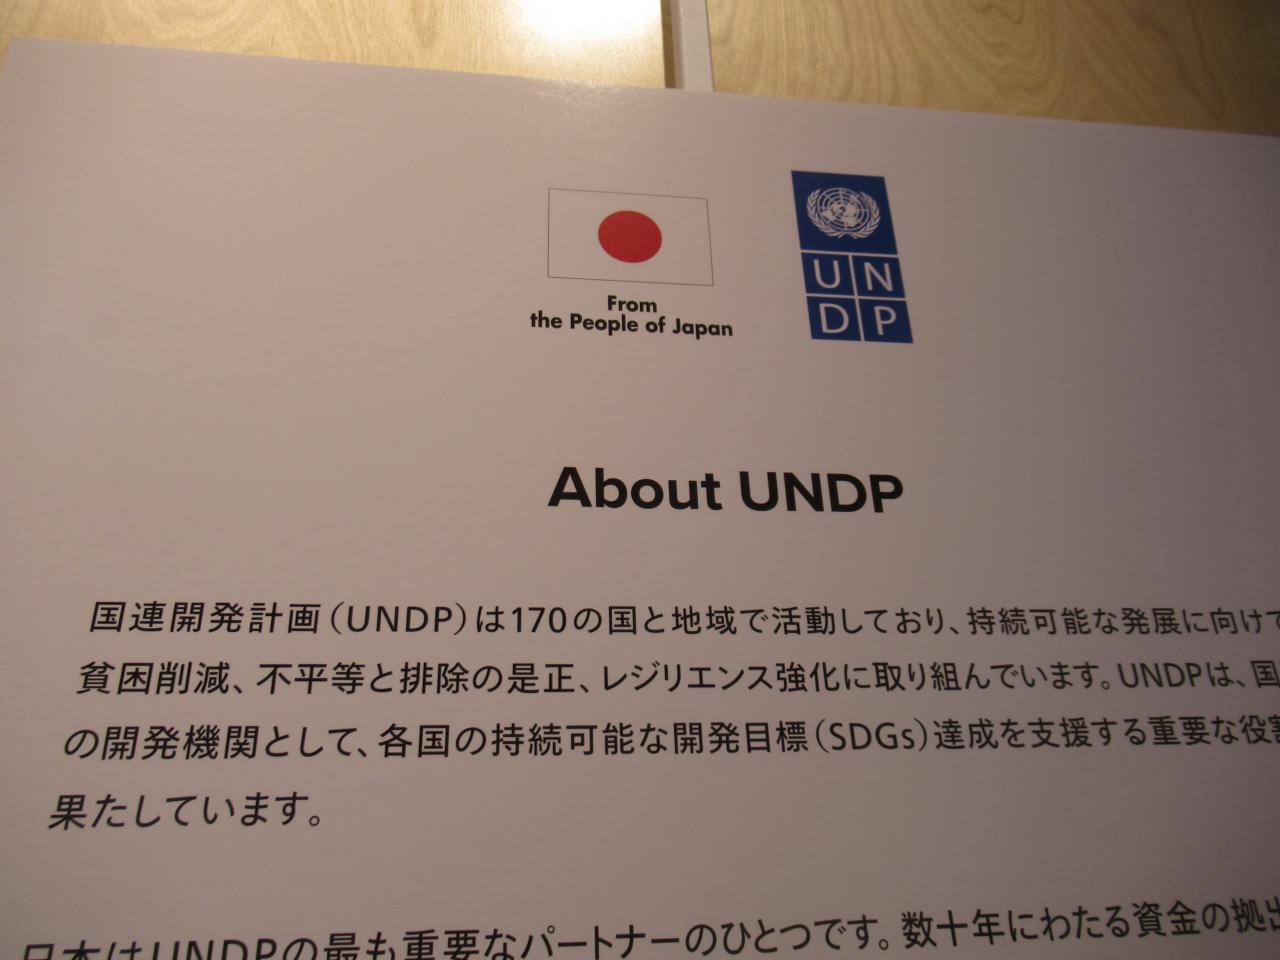 From
the People of Japan
U N
D P
About UNDP
国連開発計画（UNDP）は170の国と地域で活動しており、持続可能な発展に向けて
貧困削減、不平等と排除の是正、レジリエンス強化に取り組んでいます。UNDPは、国
の開発機関として、各国の持続可能な開発目標（SDGs）達成を支援する重要な役割
果たしています。
日本はUNDPの最も重要なパートナーのひとつです。数十年にわたる資金の拠出